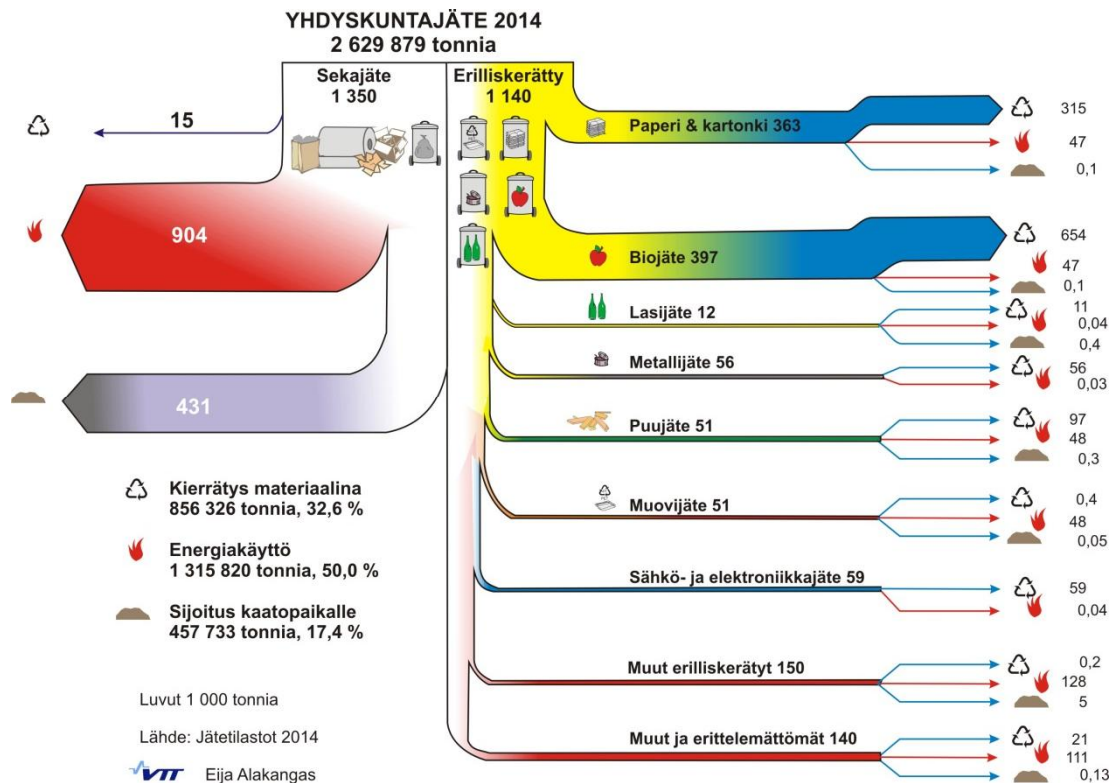 YHDYSKUNTAJÄTE 2014
2 629 879 tonnia
Sekajäte
1 350
Erilliskerätty
1 140
15
904
431
Paperi & kartonki 363
315
47
0,1
Biojäte 397
654
47
0,1
Lasijäte 12
11
0,04
0,4
Metallijäte 56
56
0,03
Puujäte 51
97
48
0,3
Muovijäte 51
0,4
48
0,05
Sähkö- ja elektroniikkajäte 59
59
0,04
Muut erilliskerätyt 150
0,2
128
5
Muut ja erittelemättömät 140
21
111
0,13
Kierrätys materiaalina
856 326 tonnia, 32,6 %
Energiakäyttö
1 315 820 tonnia, 50,0 %
Sijoitus kaatopaikalle
457 733 tonnia, 17,4 %
Luvut 1 000 tonnia
Lähde: Jätetilastot 2014
VTT Eija Alakangas